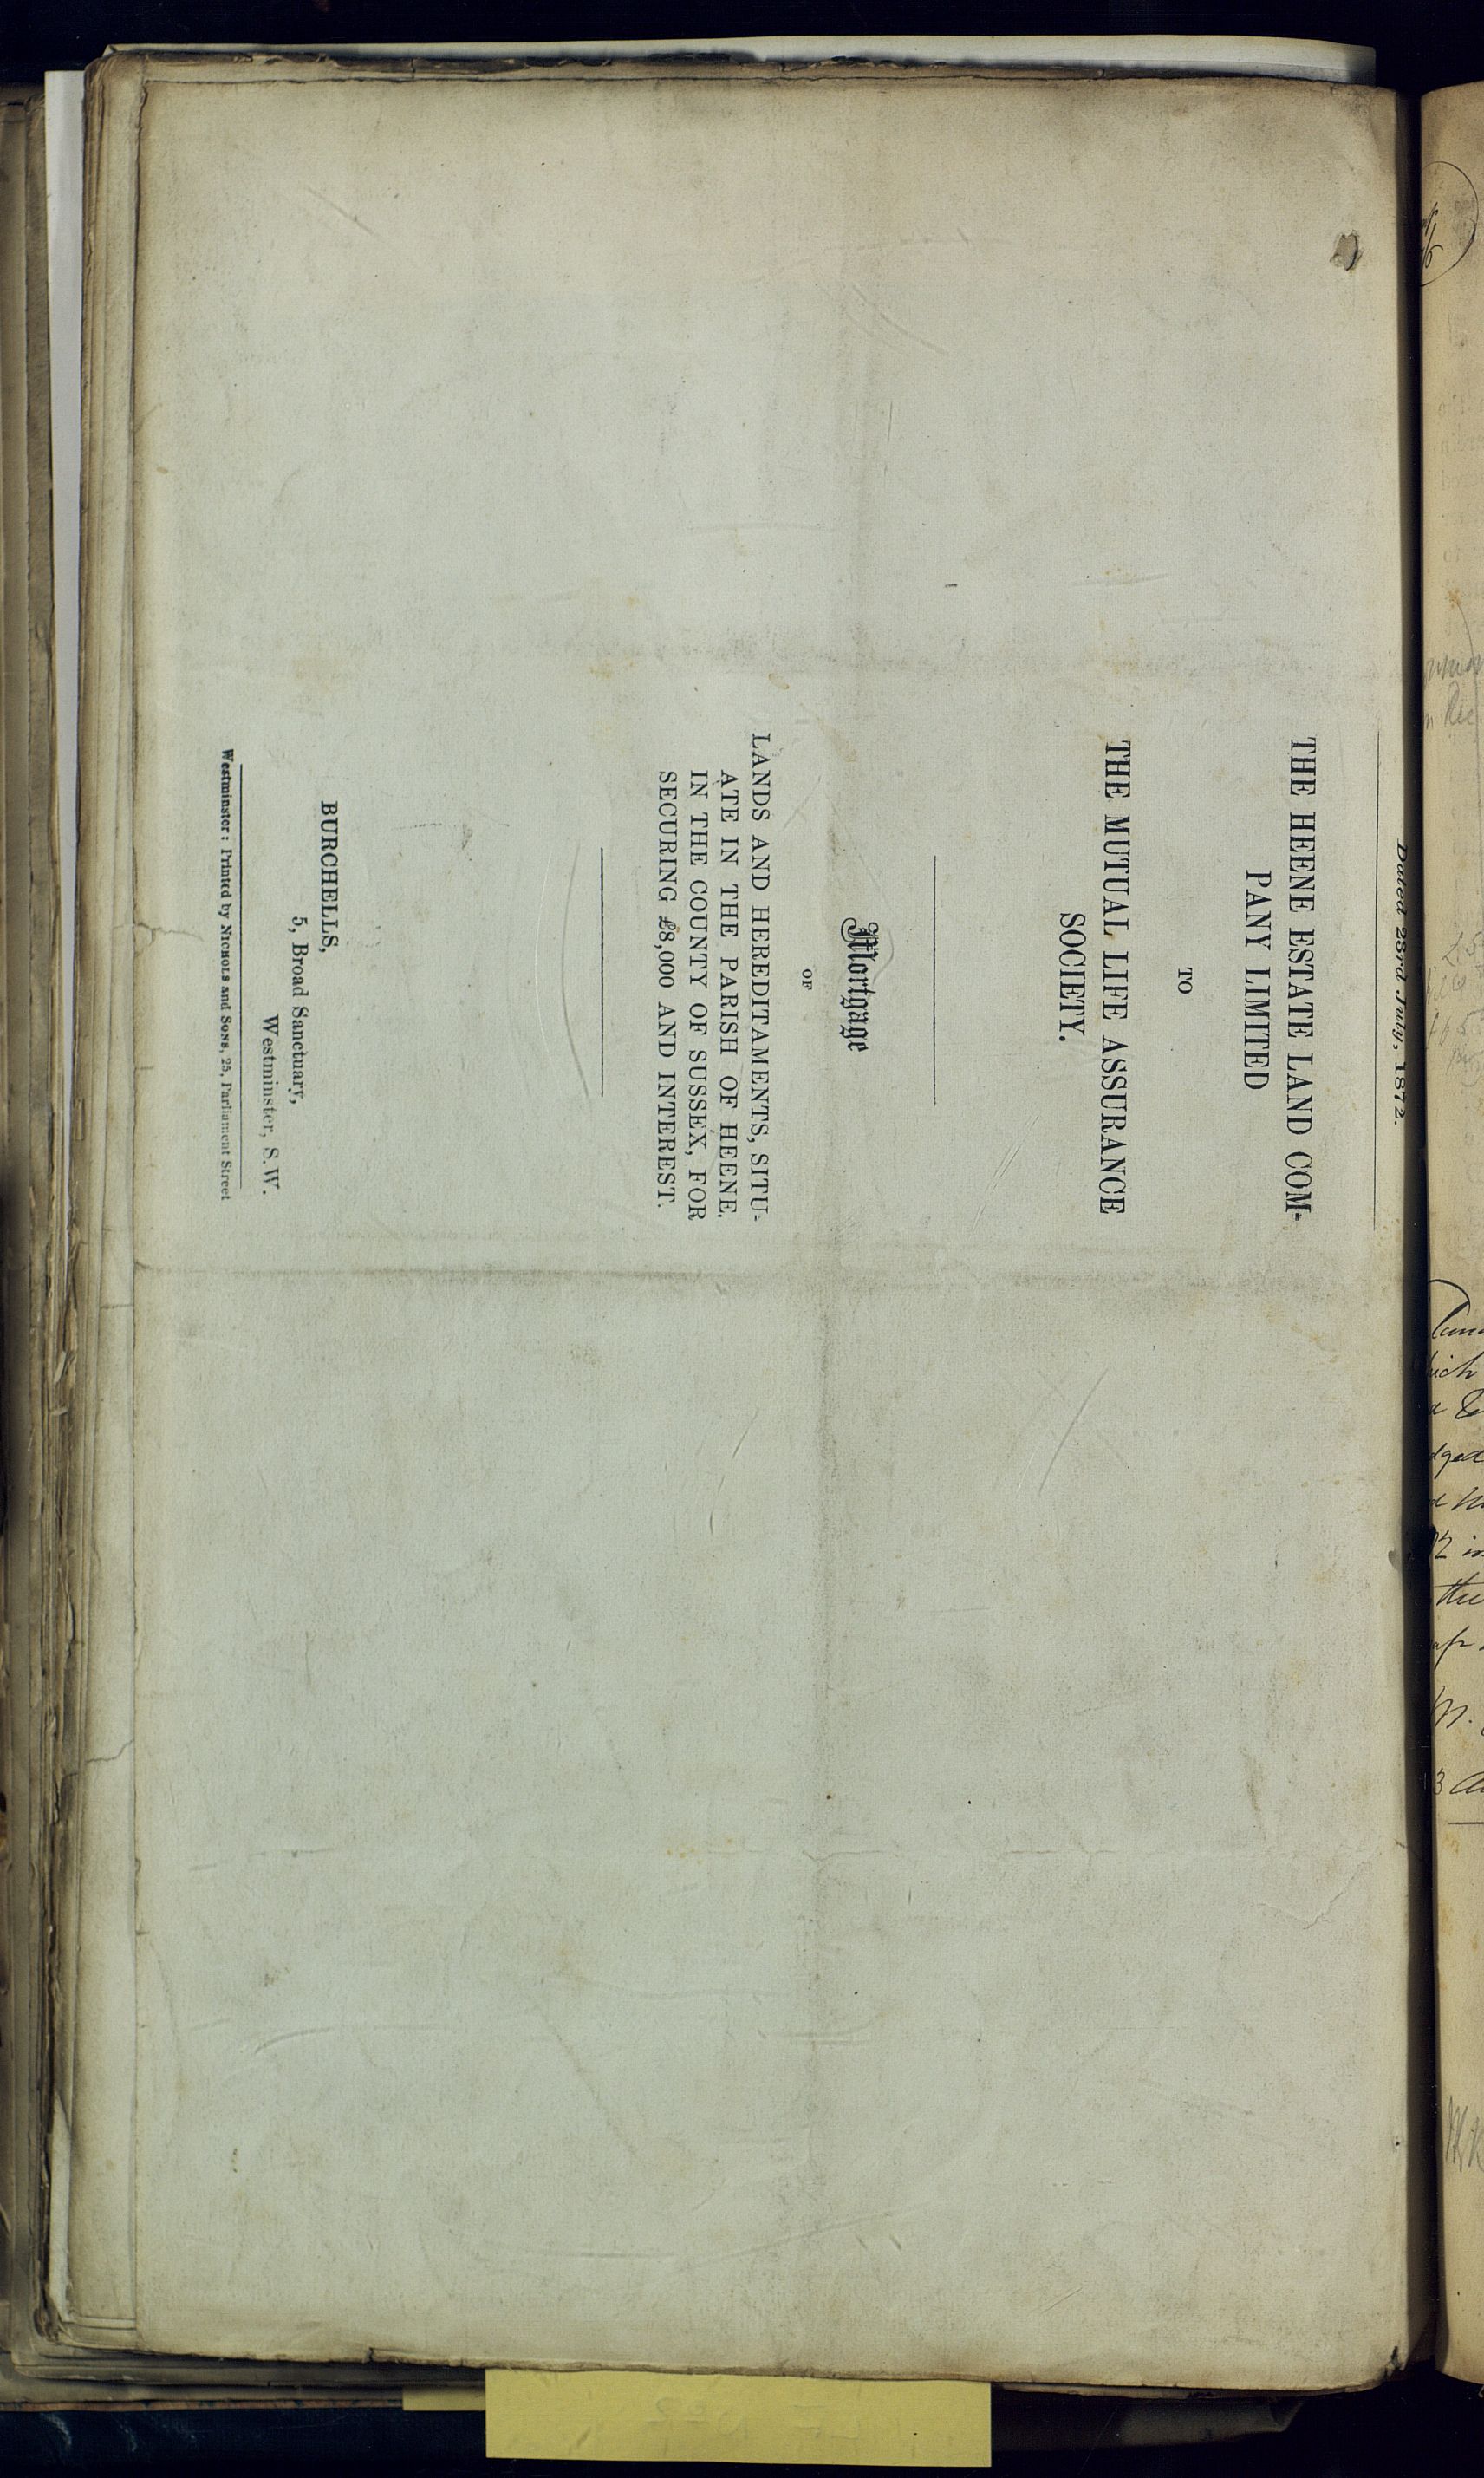 Dated 23rd July, 1872.
THE HEENE ESTATE LAND COM-
PANY LIMITED
TO
THE MUTUAL LIFE ASSURANCE
SOCIETY.
Mortgage
OF
LANDS AND HEREDITAMENTS, SITU-
ATE IN THE PARISH OF HEENE,
IN THE COUNTY OF SUSSEX, FOR
SECURING £8,000 AND INTEREST.
BURCHELLS,
5, Broad Sanctuary,
Westminster, S.W.
Westminster: Printed by NICHOLS and SONS, 25, Parliament Street
hich
the